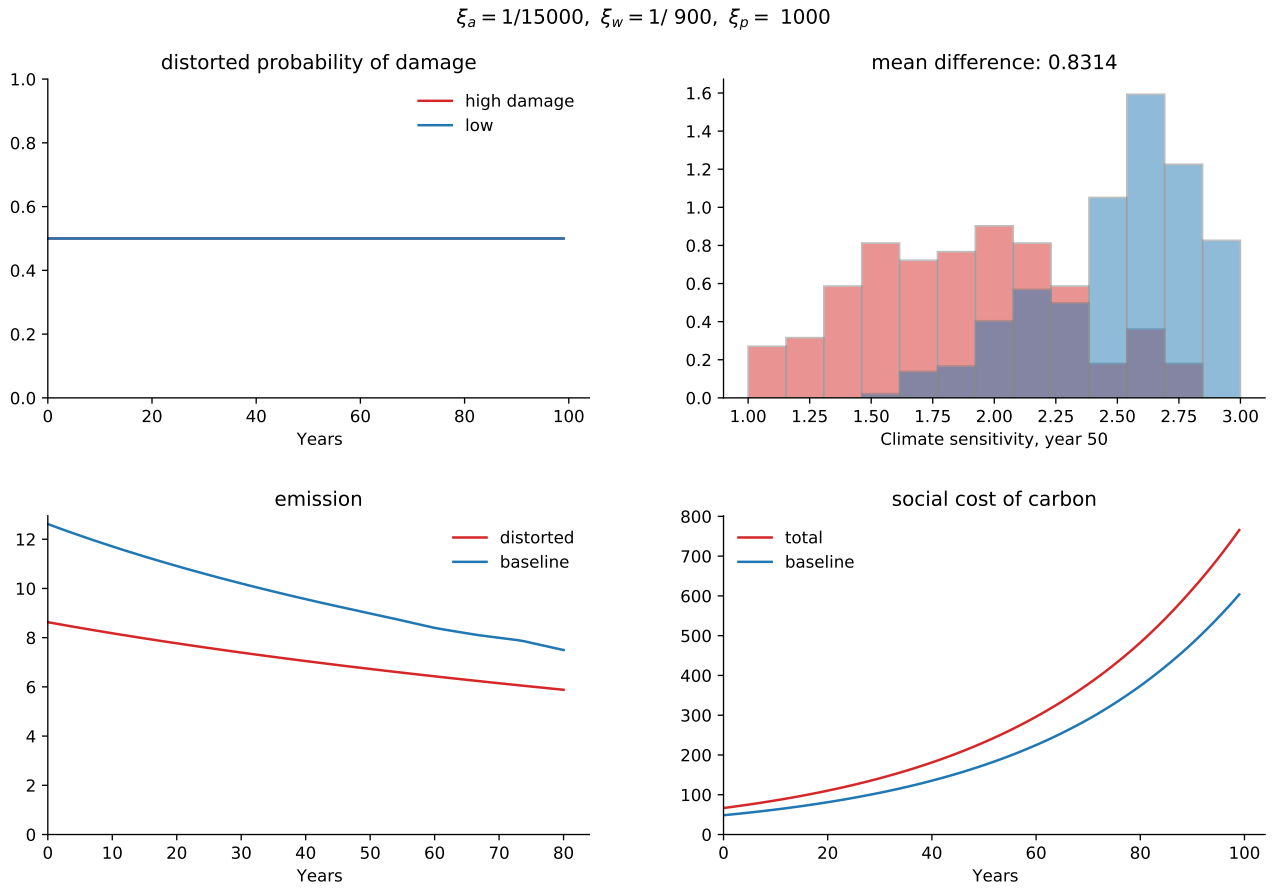 ξₐ = 1/15000, ξ_w = 1/ 900, ξ_p = 1000
distorted probability of damage
1.0
0.8
0.6
0.4
0.2
0.0
high damage
low
0 20 40 60 80 100
Years
mean difference: 0.8314
1.6
1.4
1.2
1.0
0.8
0.6
0.4
0.2
0.0
1.00 1.25 1.50 1.75 2.00 2.25 2.50 2.75 3.00
Climate sensitivity, year 50
emission
12
10
8
6
4
2
0
distorted
baseline
0 10 20 30 40 50 60 70 80
Years
social cost of carbon
800
700
600
500
400
300
200
100
0
total
baseline
0 20 40 60 80 100
Years